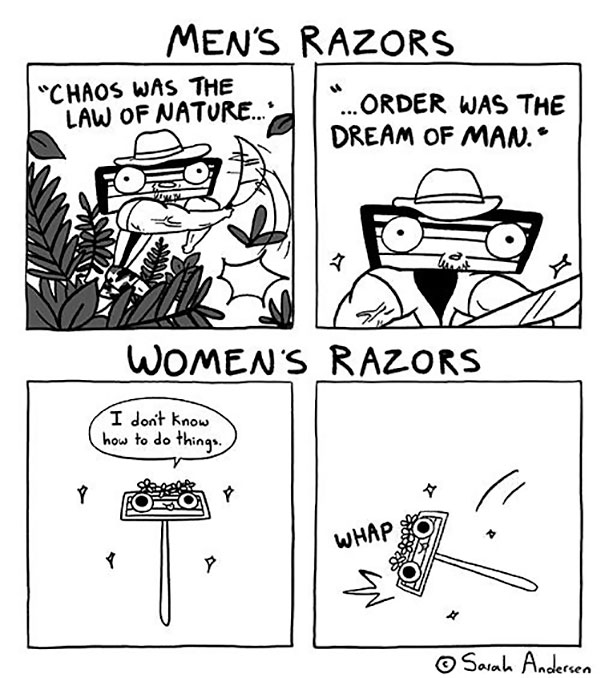 MEN'S RAZORS
"CHAOS WAS THE
LAW OF NATURE..."
"...ORDER WAS THE
DREAM OF MAN."
WOMEN'S RAZORS
I don't know
how to do things.
WHAP
© Sarah Andersen